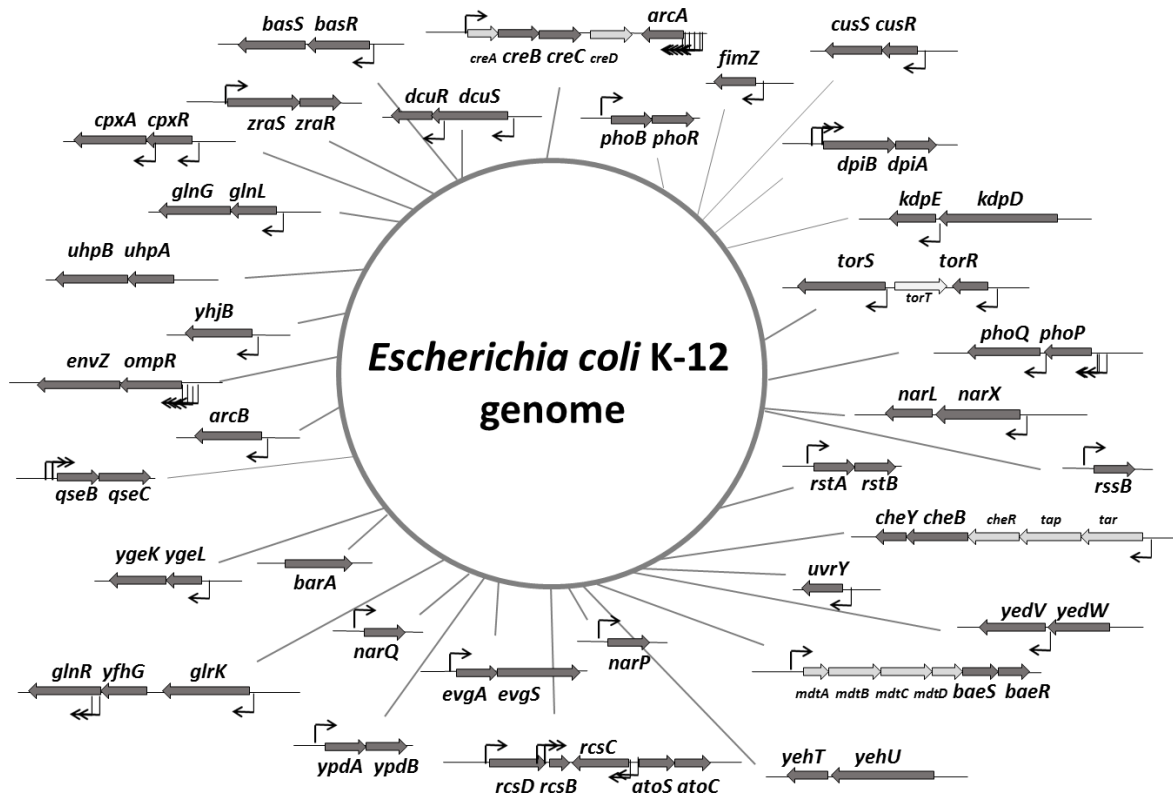 basS basR
creA creB creC creD arcA
cusS cusR
fimZ
zraS zraR
dcuR dcuS
phoB phoR
cpxA cpxR
dpiB dpiA
glnG glnL
kdpE kdpD
uhpB uhpA
torS torR
torT
yhjB
Escherichia coli K-12
genome
phoQ phoP
envZ ompR
narL narX
arcB
rstA rstB
rssB
qseB qseC
cheY cheB cheR tap tar
ygeK ygeL
barA
uvrY
yedV yedW
narQ
narP
glnR yfhG glrK
evgA evgS
mdtA mdtB mdtC mdtD baeS baeR
ypdA ypdB
rcsC
rcsD rcsB
atoS atoC
yehT yehU